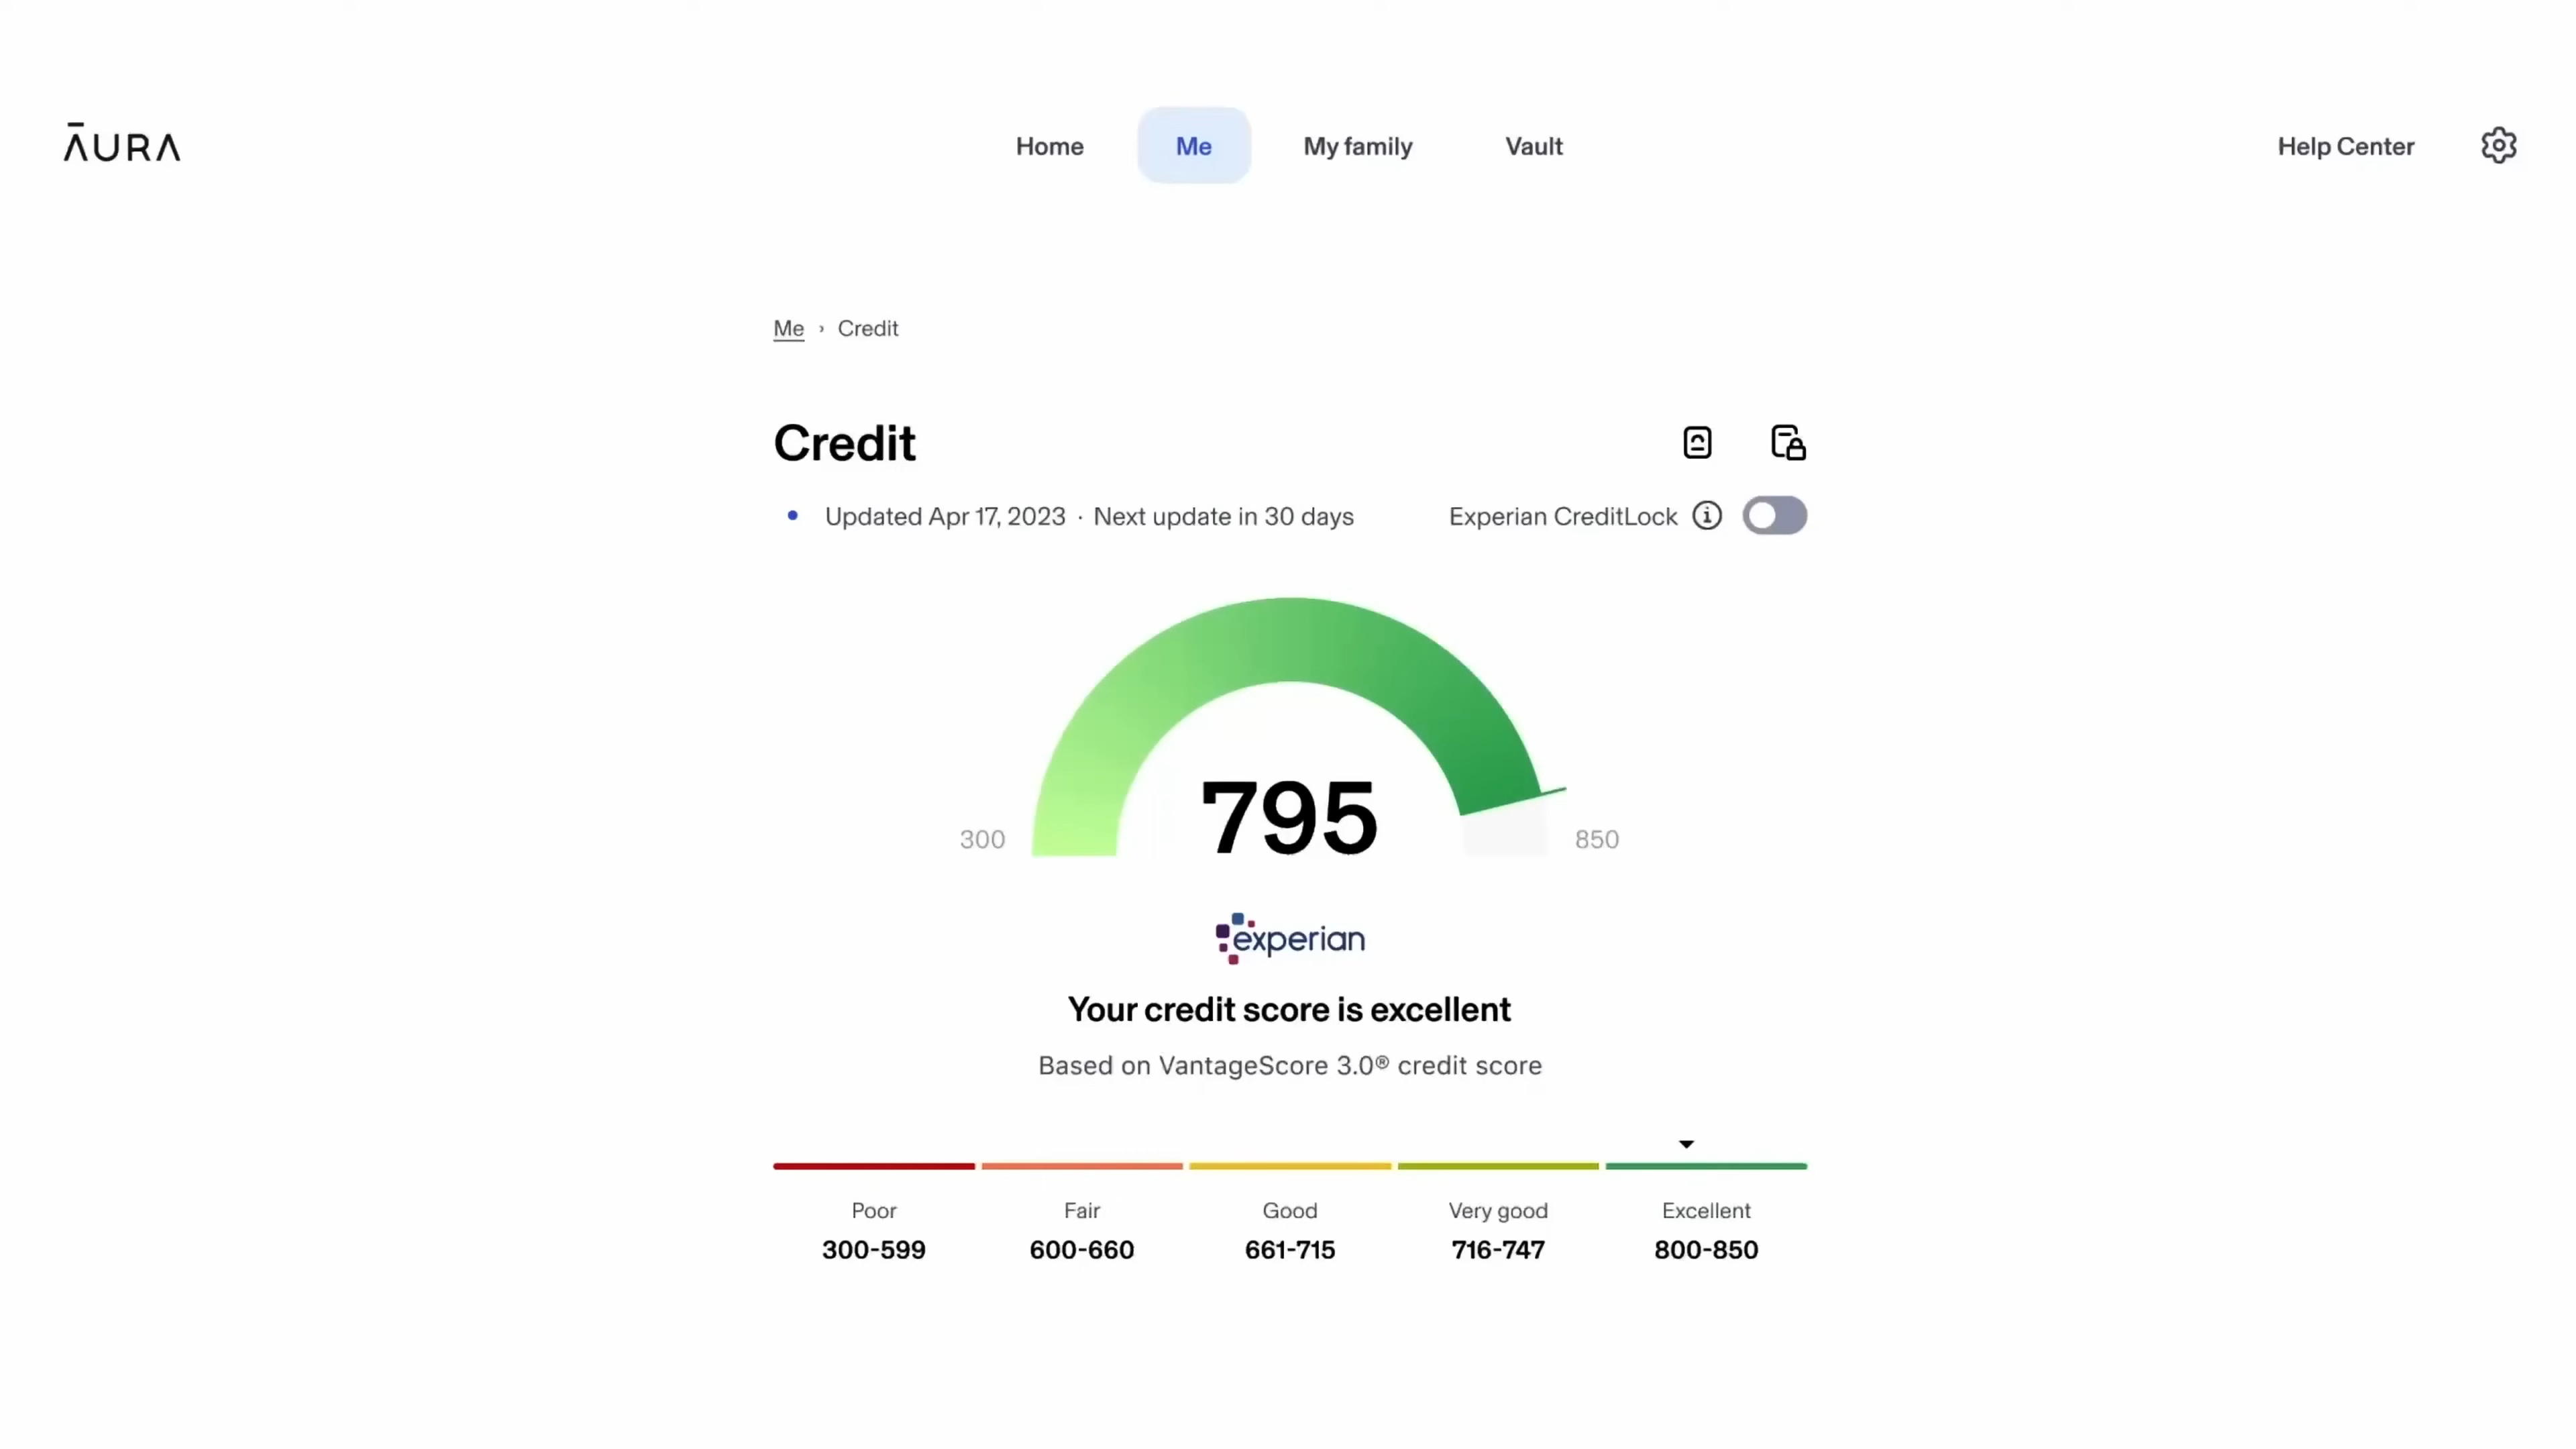 ĀURA
Home
Me
My family
Vault
Help Center
Me › Credit
Credit
Updated Apr 17, 2023 · Next update in 30 days
Experian CreditLock
795
300
850
experian
Your credit score is excellent
Based on VantageScore 3.0® credit score
Poor
Fair
Good
Very good
Excellent
300-599
600-660
661-715
716-747
800-850